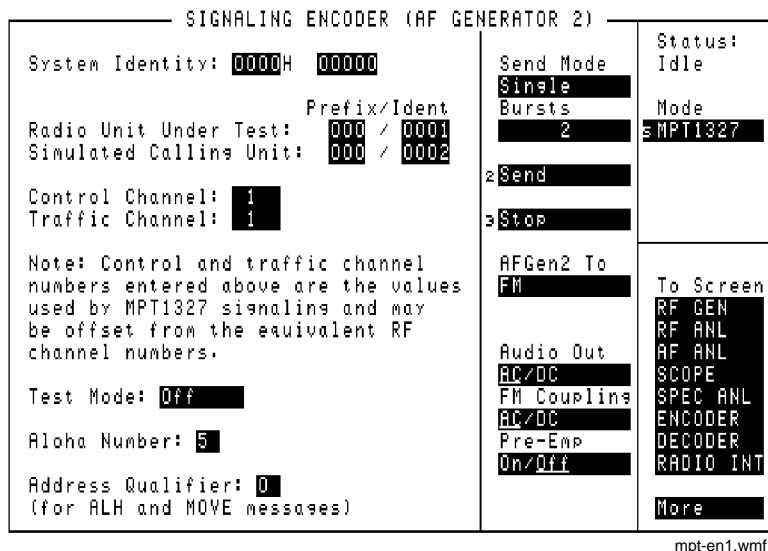 SIGNALING ENCODER (AF GENERATOR 2)
System Identity: 0000H 00000
Prefix/Ident
Radio Unit Under Test: 000 / 0001
Simulated Calling Unit: 000 / 0002
Control Channel: 1
Traffic Channel: 1
Note: Control and traffic channel
numbers entered above are the values
used by MPT1327 signaling and may
be offset from the equivalent RF
channel numbers.
Test Mode: Off
Aloha Number: 5
Address Qualifier: 0
(for ALH and MOVE messages)
Send Mode
Single
Bursts
2
2 Send
3 Stop
AFGen2 To
FM
Audio Out
AC/DC
FM Coupling
AC/DC
Pre-Emp
On/Off
Status:
Idle
Mode
s MPT1327
To Screen
RF GEN
RF ANL
AF ANL
SCOPE
SPEC ANL
ENCODER
DECODER
RADIO INT
More
mpt-en1.wmf